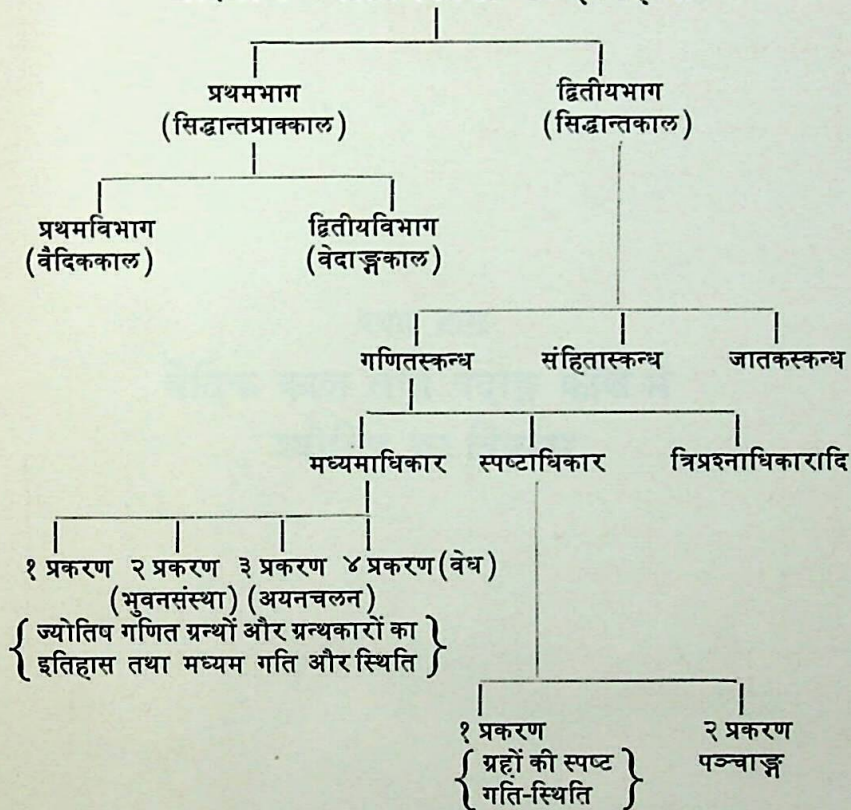 प्रथमभाग द्वितीयभाग
(सिद्धान्तप्राक्काल) (सिद्धान्तकाल)
प्रथमविभाग द्वितीयविभाग
(वैदिककाल) (वेदाङ्गकाल)
गणितस्कन्ध संहितास्कन्ध जातकस्कन्ध
मध्यमाधिकार स्पष्टाधिकार त्रिप्रश्नाधिकारादि
१ प्रकरण २ प्रकरण ३ प्रकरण ४ प्रकरण (वेध)
(भुवनसंस्था) (अयनचलन)
{ ज्योतिष गणित ग्रन्थों और ग्रन्थकारों का }
{ इतिहास तथा मध्यम गति और स्थिति }
१ प्रकरण २ प्रकरण
{ ग्रहों की स्पष्ट } पञ्चाङ्ग
{ गति-स्थिति }